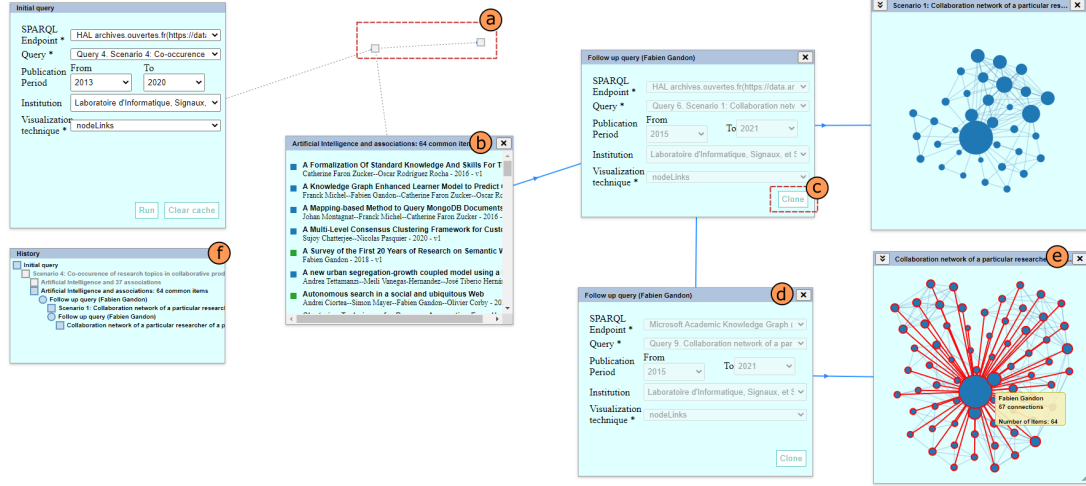 Initial query
SPARQL
Endpoint *
HAL archives.ouvertes.fr(https://dat
Query *
Query 4. Scenario 4: Co-occurence
Publication
Period
From
To
2013
2020
Institution
Laboratoire d'Informatique, Signaux,
Visualization
technique *
nodeLinks
Run
Clear cache
a
Artificial Intelligence and associations: 64 common items
b
A Formalization Of Standard Knowledge And Skills For T
Catherine Faron Zucker--Oscar Rodríguez Rocha - 2016 - v1
A Knowledge Graph Enhanced Learner Model to Predict
Franck Michel--Fabien Gandon--Catherine Faron Zucker--Oscar Ro
A Mapping-based Method to Query MongoDB Documents
Johan Montagnat--Franck Michel--Catherine Faron Zucker - 2016 -
A Multi-Level Consensus Clustering Framework for Cust
Sujoy Chatterjee--Nicolas Pasquier - 2020 - v1
A Survey of the First 20 Years of Research on Semantic W
Fabien Gandon - 2018 - v1
A new urban segregation-growth coupled model using a
Andrea Tettamanzi--Meili Vanegas-Hernandez--José Tiberio Herná
Autonomous search in a social and ubiquitous Web
Andrei Ciortea--Simon Mayer--Fabien Gandon--Olivier Corby - 20
Follow up query (Fabien Gandon)
SPARQL
Endpoint *
HAL archives.ouvertes.fr(https://data.ar
Query *
Query 6. Scenario 1: Collaboration netw
Publication
Period
From
2015
To 2021
Institution
Laboratoire d'Informatique, Signaux, et S
Visualization
technique *
nodeLinks
c
Clone
Scenario 1: Collaboration network of a particular res...
History
f
Initial query
Scenario 4: Co-occurence of research topics in collaborative prod
Artificial Intelligence and 37 associations
Artificial Intelligence and associations: 64 common items
Follow up query (Fabien Gandon)
Scenario 1: Collaboration network of a particular research
Follow up query (Fabien Gandon)
Collaboration network of a particular researcher of a p
Follow up query (Fabien Gandon)
d
SPARQL
Endpoint *
Microsoft Academic Knowledge Graph
Query *
Query 9. Collaboration network of a par
Publication
Period
From
2015
To 2021
Institution
Laboratoire d'Informatique, Signaux, et S
Visualization
technique *
nodeLinks
Clone
Collaboration network of a particular researche
e
Fabien Gandon
67 connections
Number of Items: 64